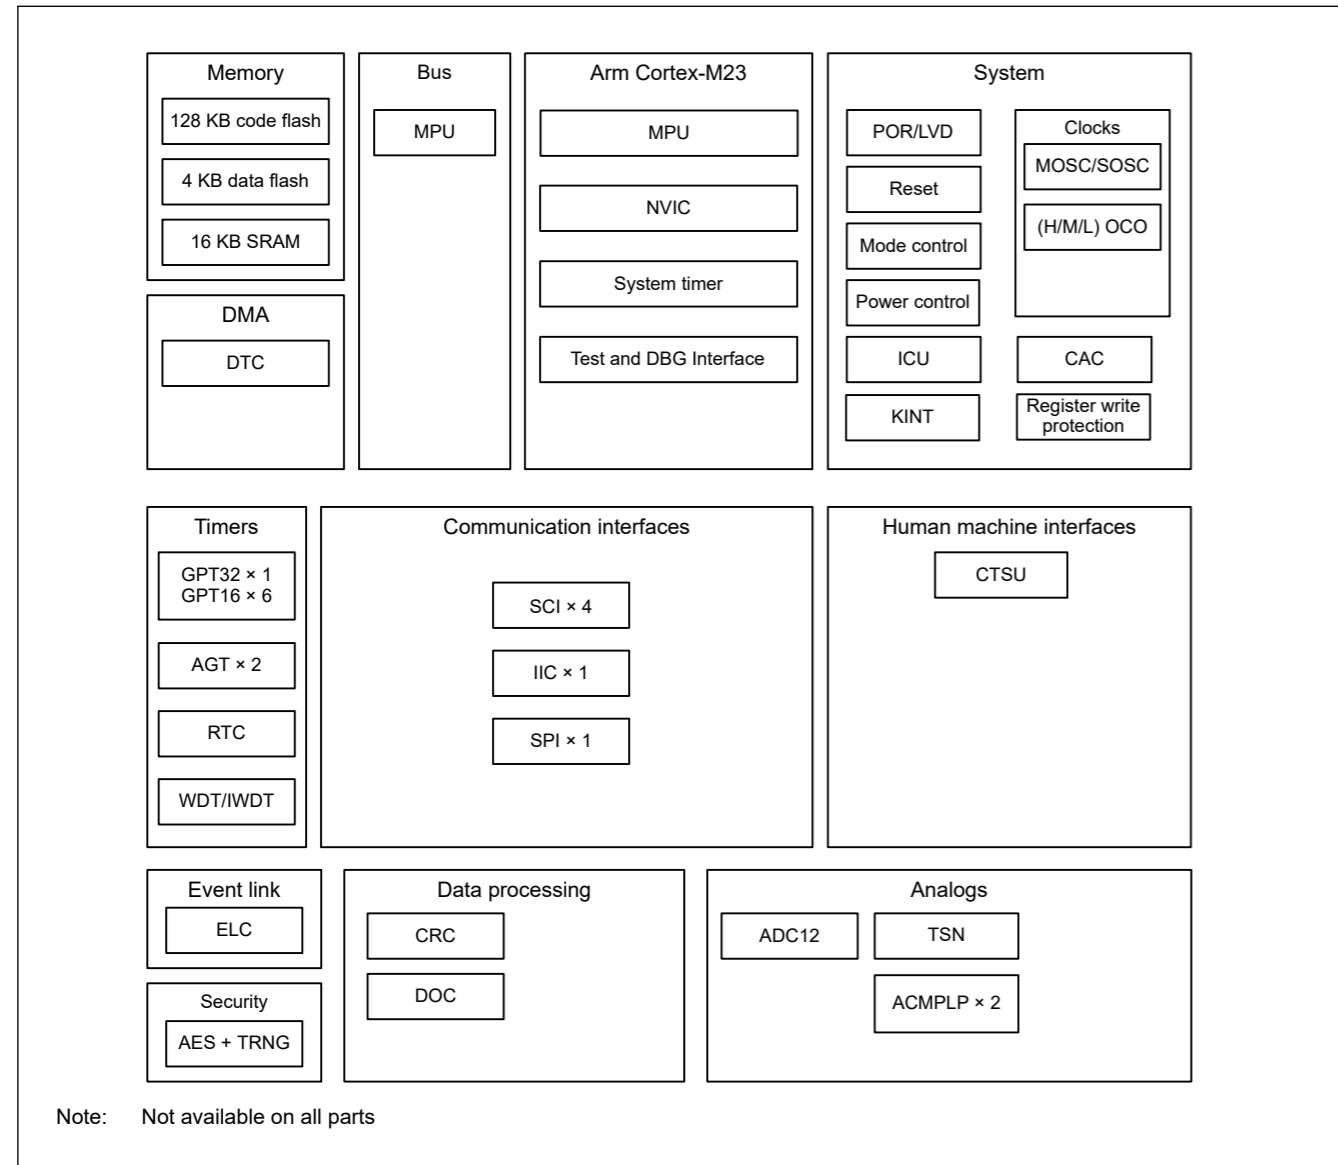 Memory
128 KB code flash
4 KB data flash
16 KB SRAM
DMA
DTC
Bus
MPU
Arm Cortex-M23
MPU
NVIC
System timer
Test and DBG Interface
System
POR/LVD
Reset
Mode control
Power control
ICU
KINT
Clocks
MOSC/SOSC
(H/M/L) OCO
CAC
Register write
protection
Timers
GPT32 × 1
GPT16 × 6
AGT × 2
RTC
WDT/IWDT
Communication interfaces
SCI × 4
IIC × 1
SPI × 1
Human machine interfaces
CTSU
Event link
ELC
Security
AES + TRNG
Data processing
CRC
DOC
Analogs
ADC12
TSN
ACMPLP × 2
Note: Not available on all parts